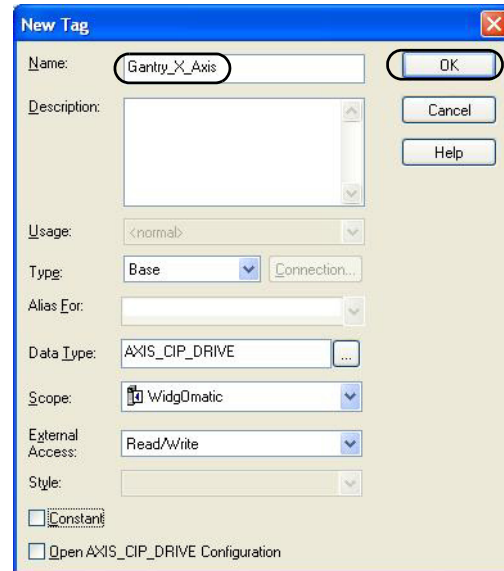 New Tag
Name: Gantry_X_Axis OK
Description: Cancel
Help
Usage: <normal>
Type: Base Connection...
Alias For:
Data Type: AXIS_CIP_DRIVE ...
Scope: WidgOmatic
External Access: Read/Write
Style:
Constant
Open AXIS_CIP_DRIVE Configuration